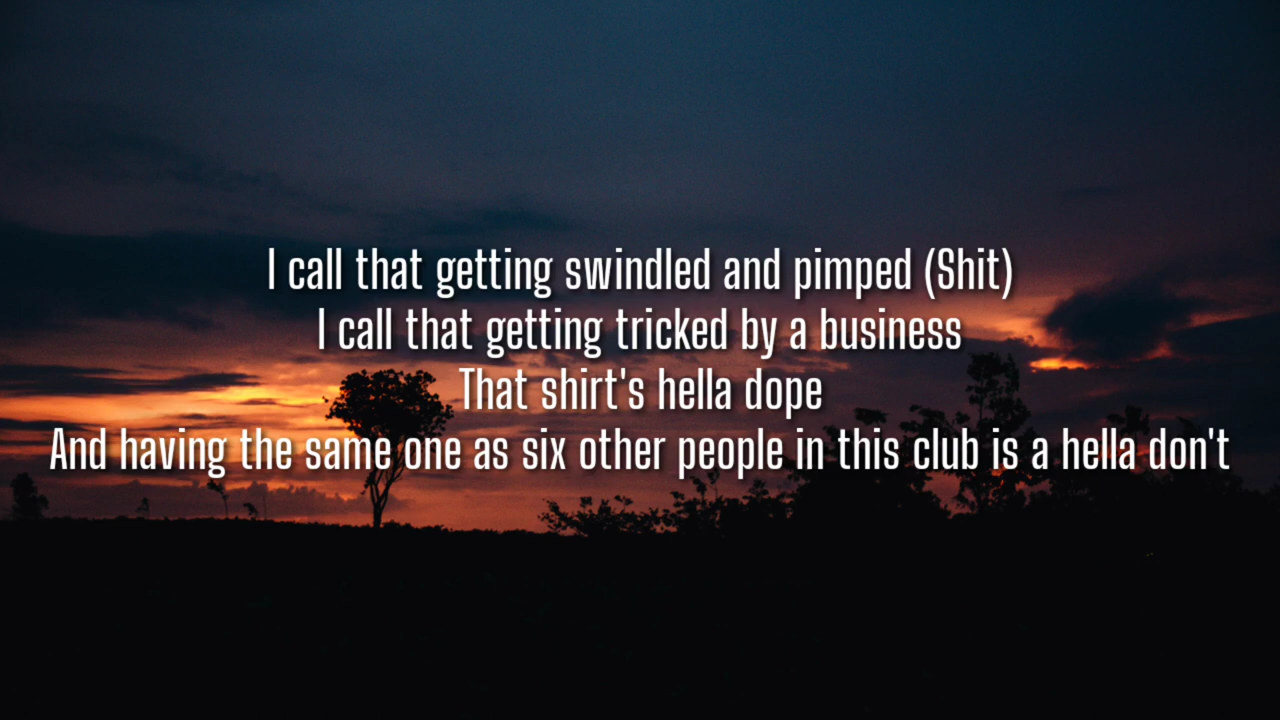 I call that getting swindled and pimped (Shit)
I call that getting tricked by a business
That shirt's hella dope
And having the same one as six other people in this club is a hella don't